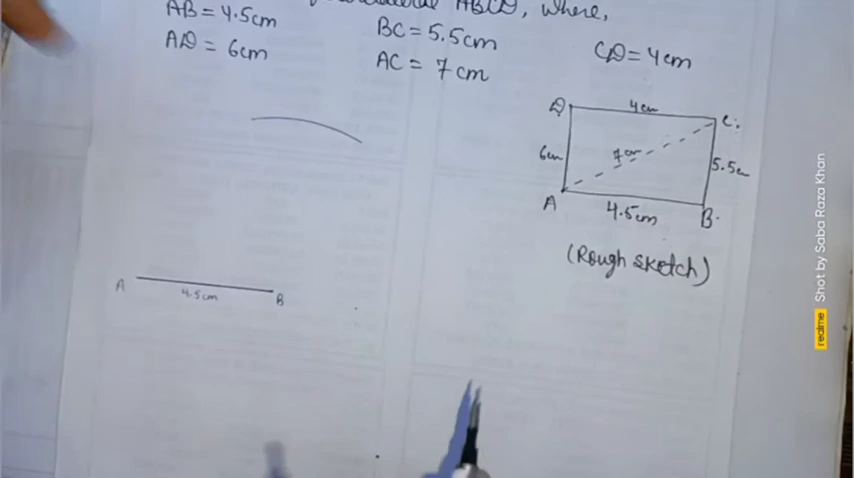 ABCD, where,
AB = 4.5cm
BC = 5.5cm
CD = 4cm
AD = 6cm
AC = 7cm
D
4cm
C.
6cm
7cm
5.5cm
A
4.5cm
B.
(Rough sketch)
A
4.5cm
B
realme Shot by Saba Raza Khan